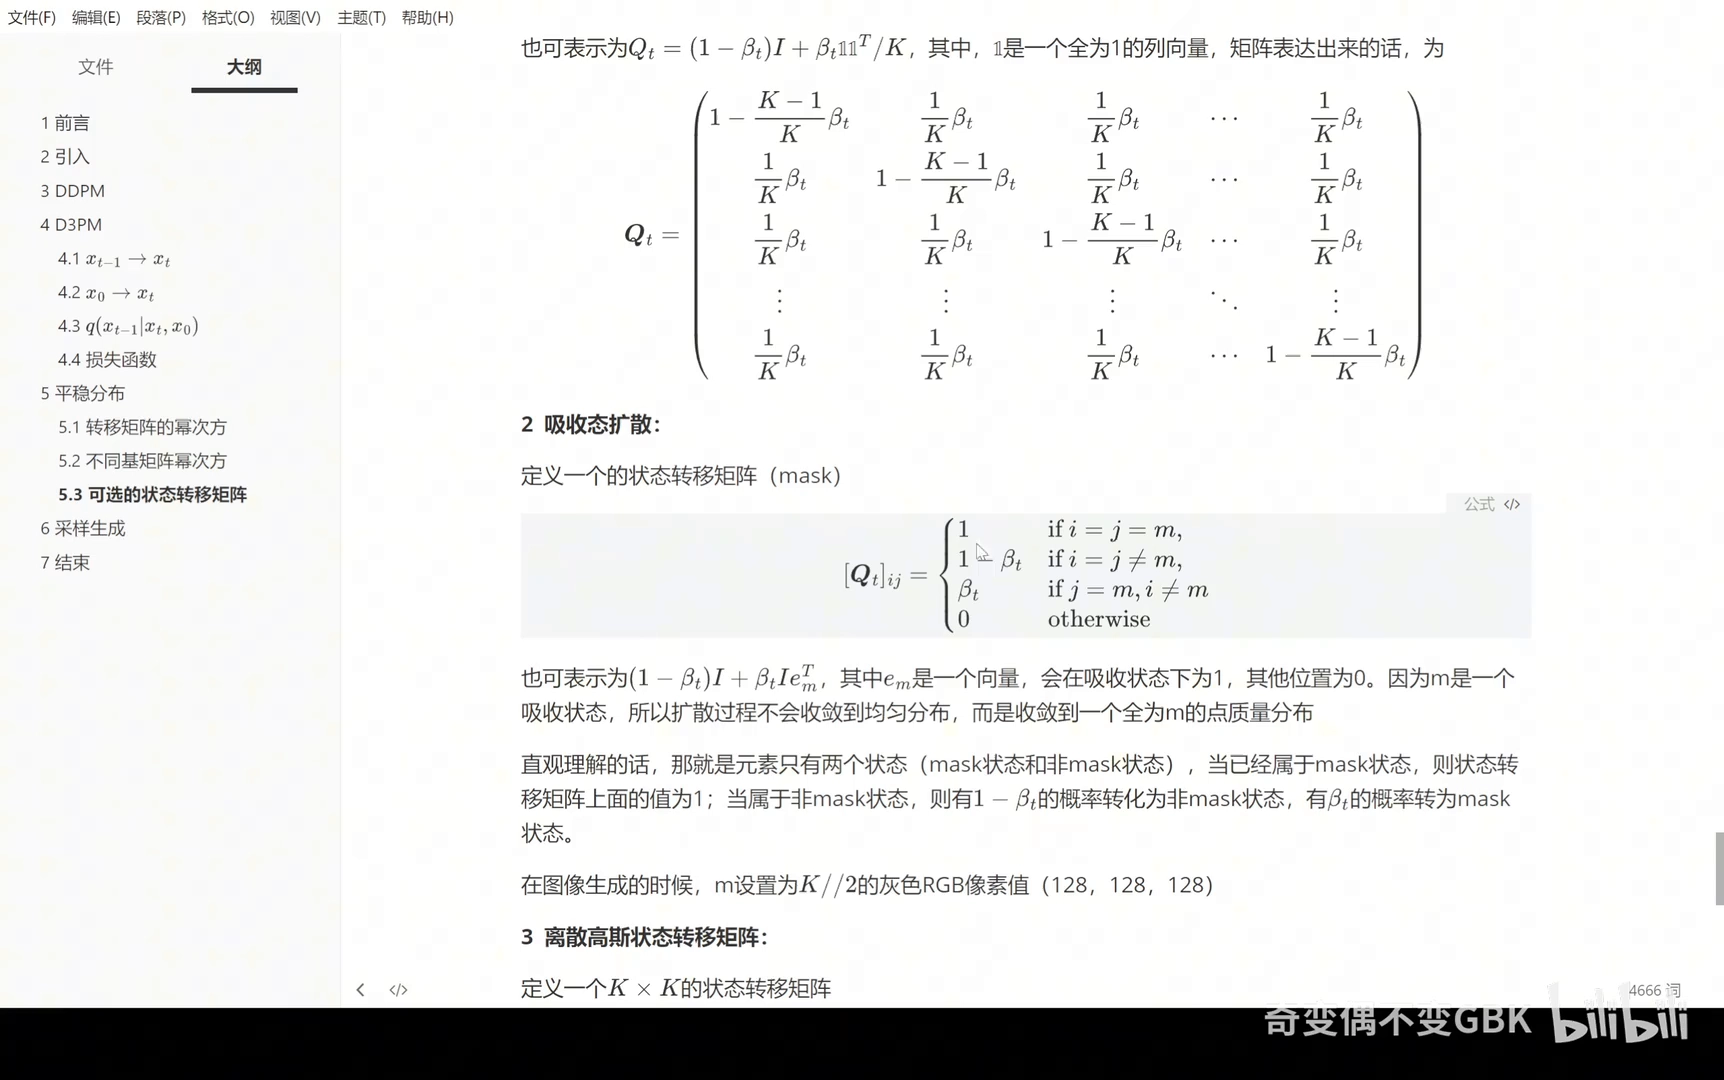 文件(F) 编辑(E) 段落(P) 格式(O) 视图(V) 主题(T) 帮助(H)
文件 大纲
1 前言
2 引入
3 DDPM
4 D3PM
4.1 x_{t−1} → x_t
4.2 x_0 → x_t
4.3 q(x_{t−1}|x_t, x_0)
4.4 损失函数
5 平稳分布
5.1 转移矩阵的幂次方
5.2 不同基矩阵幂次方
5.3 可选的状态转移矩阵
6 采样生成
7 结束
也可表示为Q_t = (1 − β_t)I + β_t𝟙𝟙^T/K，其中，𝟙是一个全为1的列向量，矩阵表达出来的话，为
Q_t =
1 − (K − 1)/K β_t 1/K β_t 1/K β_t ⋯ 1/K β_t
1/K β_t 1 − (K − 1)/K β_t 1/K β_t ⋯ 1/K β_t
1/K β_t 1/K β_t 1 − (K − 1)/K β_t ⋯ 1/K β_t
⋮ ⋮ ⋮ ⋱ ⋮
1/K β_t 1/K β_t 1/K β_t ⋯ 1 − (K − 1)/K β_t
2 吸收态扩散：
定义一个的状态转移矩阵（mask）
公式 </>
[Q_t]_{ij} =
1 if i = j = m,
1 − β_t if i = j ≠ m,
β_t if j = m, i ≠ m
0 otherwise
也可表示为(1 − β_t)I + β_tIe_m^T，其中e_m是一个向量，会在吸收状态下为1，其他位置为0。因为m是一个
吸收状态，所以扩散过程不会收敛到均匀分布，而是收敛到一个全为m的点质量分布
直观理解的话，那就是元素只有两个状态（mask状态和非mask状态），当已经属于mask状态，则状态转
移矩阵上面的值为1；当属于非mask状态，则有1 − β_t的概率转化为非mask状态，有β_t的概率转为mask
状态。
在图像生成的时候，m设置为K//2的灰色RGB像素值（128，128，128）
3 离散高斯状态转移矩阵：
定义一个K × K的状态转移矩阵
</>
4666 词
奇变偶不变GBK bilibili